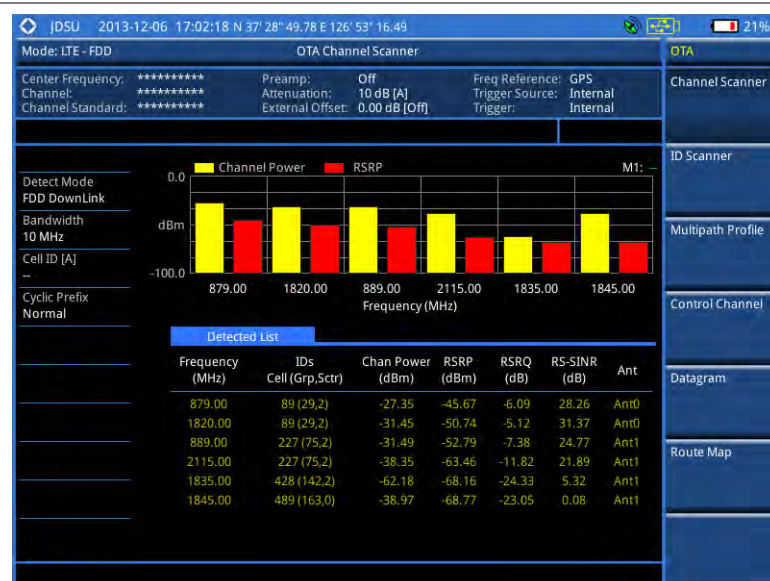 JDSU 2013-12-06 17:02:18 N 37' 28" 49.78 E 126' 53" 16.49 21%
Mode: LTE - FDD OTA Channel Scanner OTA
Center Frequency: ********** Preamp: Off Freq Reference: GPS
Channel: ********** Attenuation: 10 dB [A] Trigger Source: Internal
Channel Standard: ********** External Offset: 0.00 dB [Off] Trigger: Internal
Channel Scanner
ID Scanner
Multipath Profile
Control Channel
Datagram
Route Map
Detect Mode
FDD DownLink
Bandwidth
10 MHz
Cell ID [A]
--
Cyclic Prefix
Normal
Channel Power RSRP M1: --
0.0
dBm
-100.0
879.00 1820.00 889.00 2115.00 1835.00 1845.00
Frequency (MHz)
Detected List
Frequency IDs Chan Power RSRP RSRQ RS-SINR Ant
(MHz) Cell (Grp,Sctr) (dBm) (dBm) (dB) (dB)
879.00 89 (29,2) -27.35 -45.67 -6.09 28.26 Ant0
1820.00 89 (29,2) -31.45 -50.74 -5.12 31.37 Ant0
889.00 227 (75,2) -31.49 -52.79 -7.38 24.77 Ant1
2115.00 227 (75,2) -38.35 -63.46 -11.82 21.89 Ant1
1835.00 428 (142,2) -62.18 -68.16 -24.33 5.32 Ant1
1845.00 489 (163,0) -38.97 -68.77 -23.05 0.08 Ant1